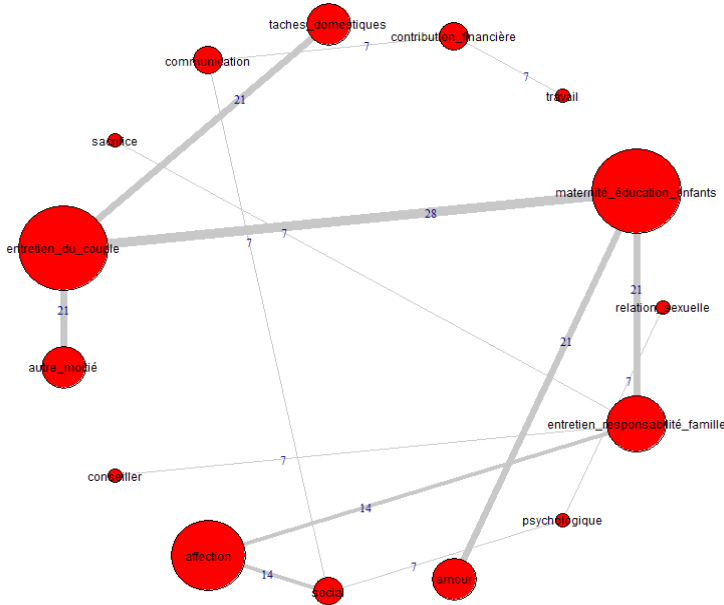 taches_domestiques
contribution_financière
7
communication
7
travail
21
sacrifice
maternité_éducation_enfants
28
7
7
entretien_du_couple
21
21
relation_sexuelle
21
autre_motié
7
entretien_responsabilité_famille
7
conseiller
14
psychologique
affection
7
14
amour
social